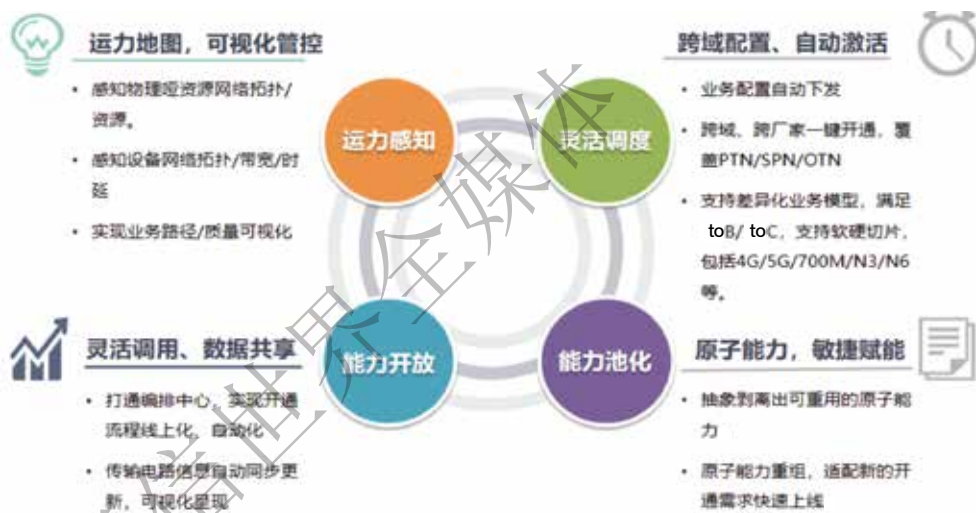 运力地图，可视化管控
• 感知物理哑资源网络拓扑/
资源。
• 感知设备网络拓扑/带宽/时
延
• 实现业务路径/质量可视化
运力感知
灵活调度
跨域配置、自动激活
• 业务配置自动下发
• 跨域、跨厂家一键开通，覆
盖PTN/SPN/OTN
• 支持差异化业务模型，满足
toB/ toC，支持软硬切片，
包括4G/5G/700M/N3/N6
等。
灵活调用、数据共享
• 打通编排中心，实现开通
流程线上化、自动化
• 传输电路信息自动同步更
新，可视化呈现
能力开放
能力池化
原子能力，敏捷赋能
• 抽象剥离出可重用的原子能
力
• 原子能力重组，适配新的开
通需求快速上线
信世界全媒体